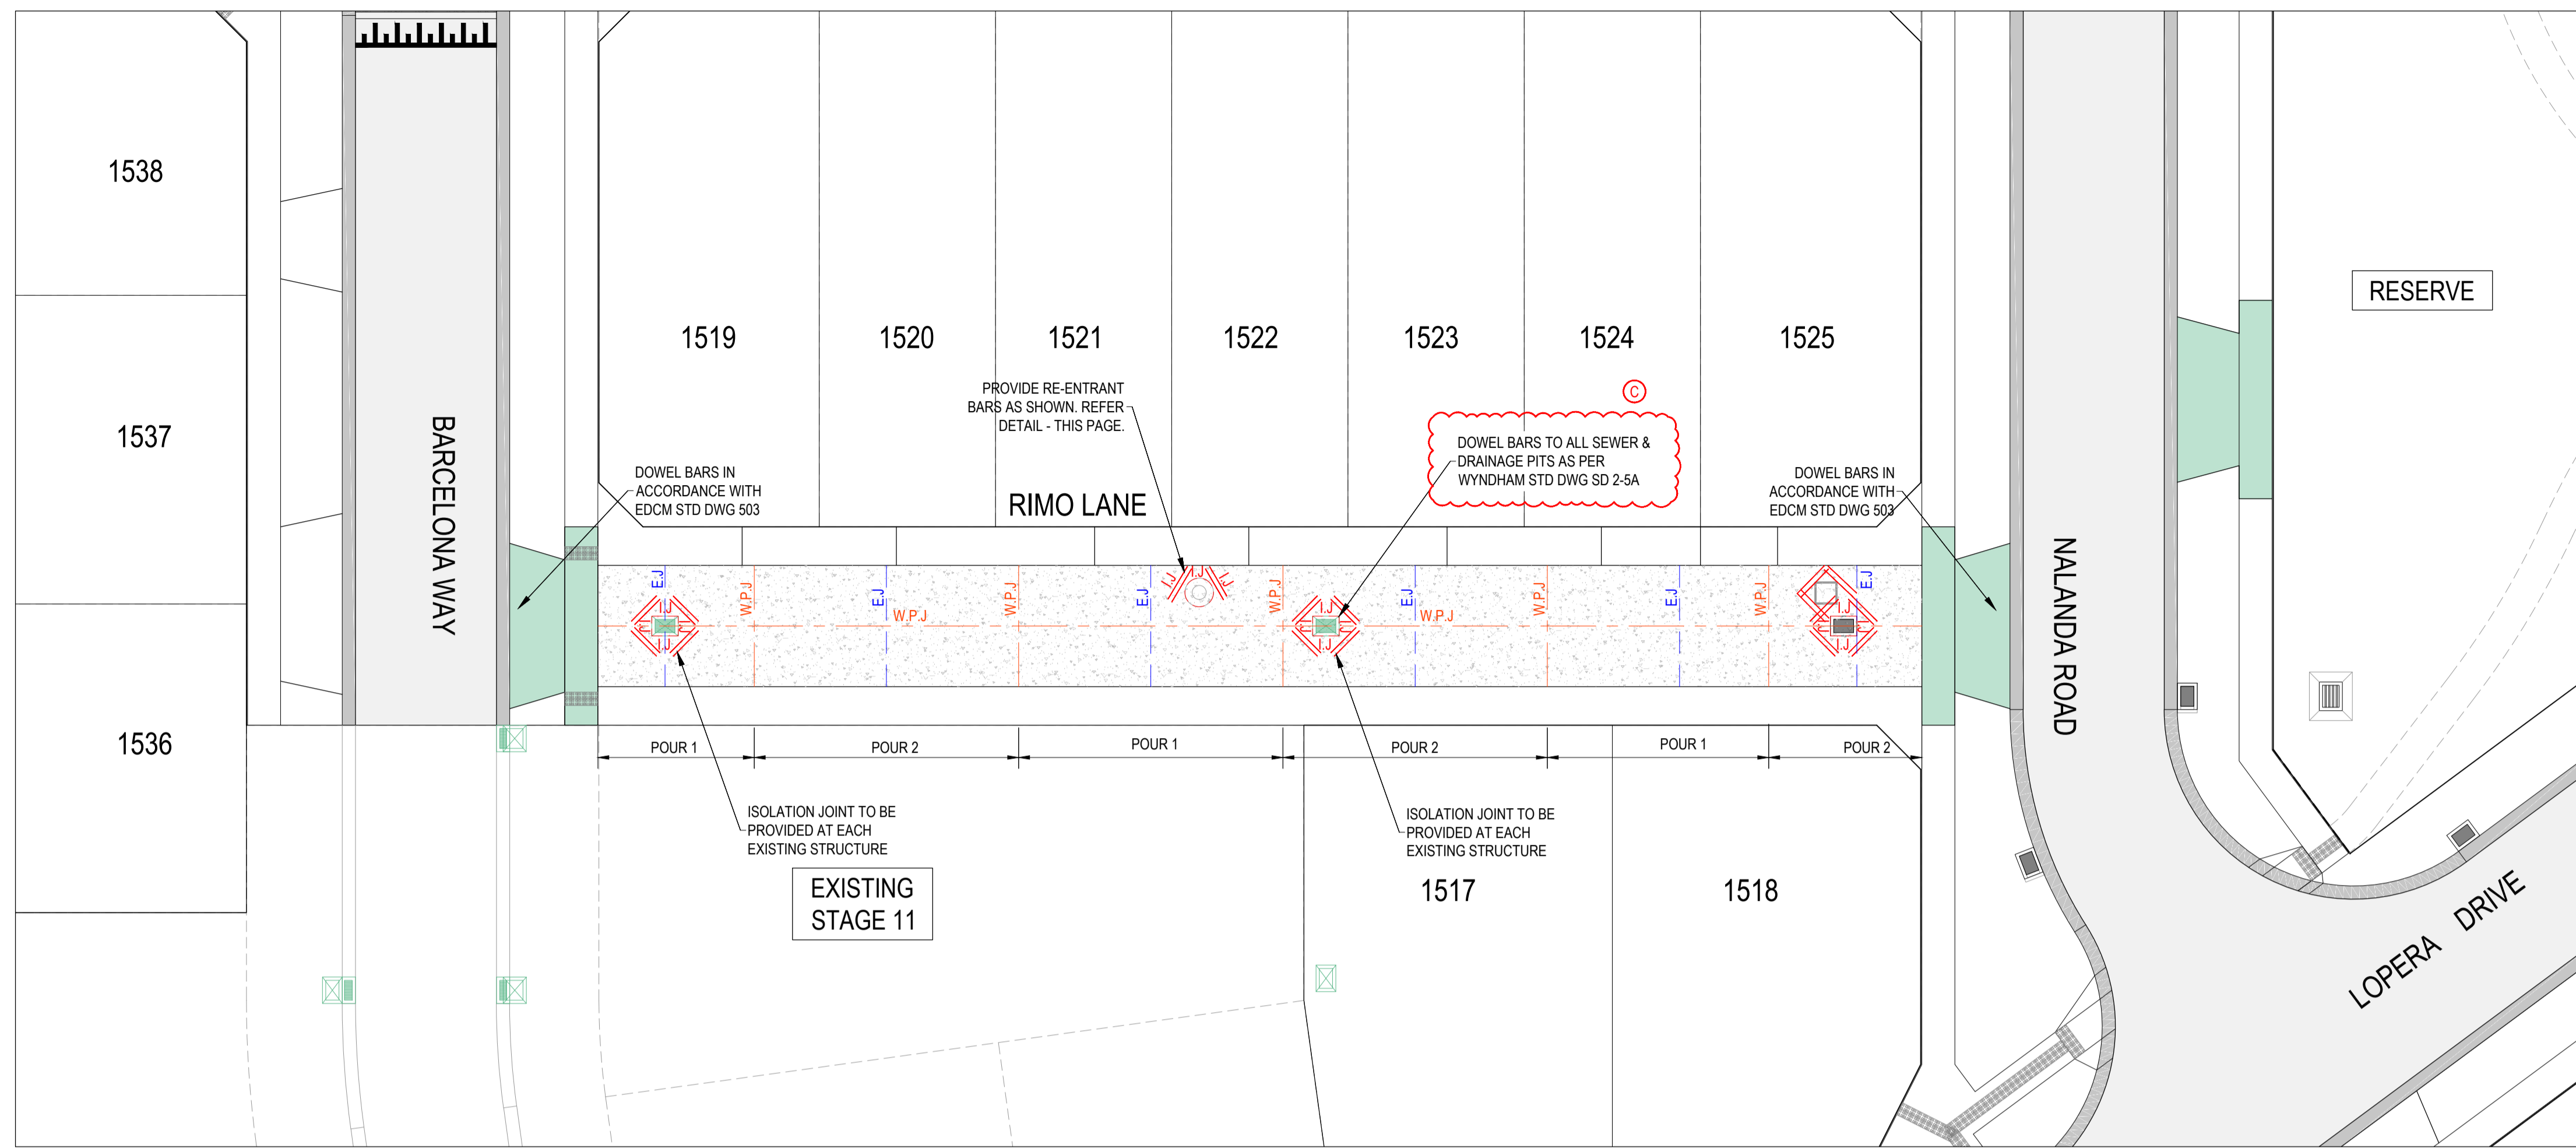 1538
1537
1536
BARCELONA WAY
1519
1520
1521
1522
1523
1524
1525
RESERVE
PROVIDE RE-ENTRANT
BARS AS SHOWN. REFER
DETAIL - THIS PAGE.
C
DOWEL BARS TO ALL SEWER &
DRAINAGE PITS AS PER
WYNDHAM STD DWG SD 2-5A
DOWEL BARS IN
ACCORDANCE WITH
EDCM STD DWG 503
DOWEL BARS IN
ACCORDANCE WITH
EDCM STD DWG 503
RIMO LANE
E.J
W.P.J
E.J
W.P.J
E.J
W.P.J
E.J
W.P.J
E.J
W.P.J
E.J
I.J
I.J
I.J
I.J
W.P.J
I.J
I.J
I.J
I.J
I.J
I.J
I.J
W.P.J
I.J
I.J
I.J
I.J
NALANDA ROAD
POUR 1
POUR 2
POUR 1
POUR 2
POUR 1
POUR 2
ISOLATION JOINT TO BE
PROVIDED AT EACH
EXISTING STRUCTURE
ISOLATION JOINT TO BE
PROVIDED AT EACH
EXISTING STRUCTURE
EXISTING
STAGE 11
1517
1518
LOPERA DRIVE